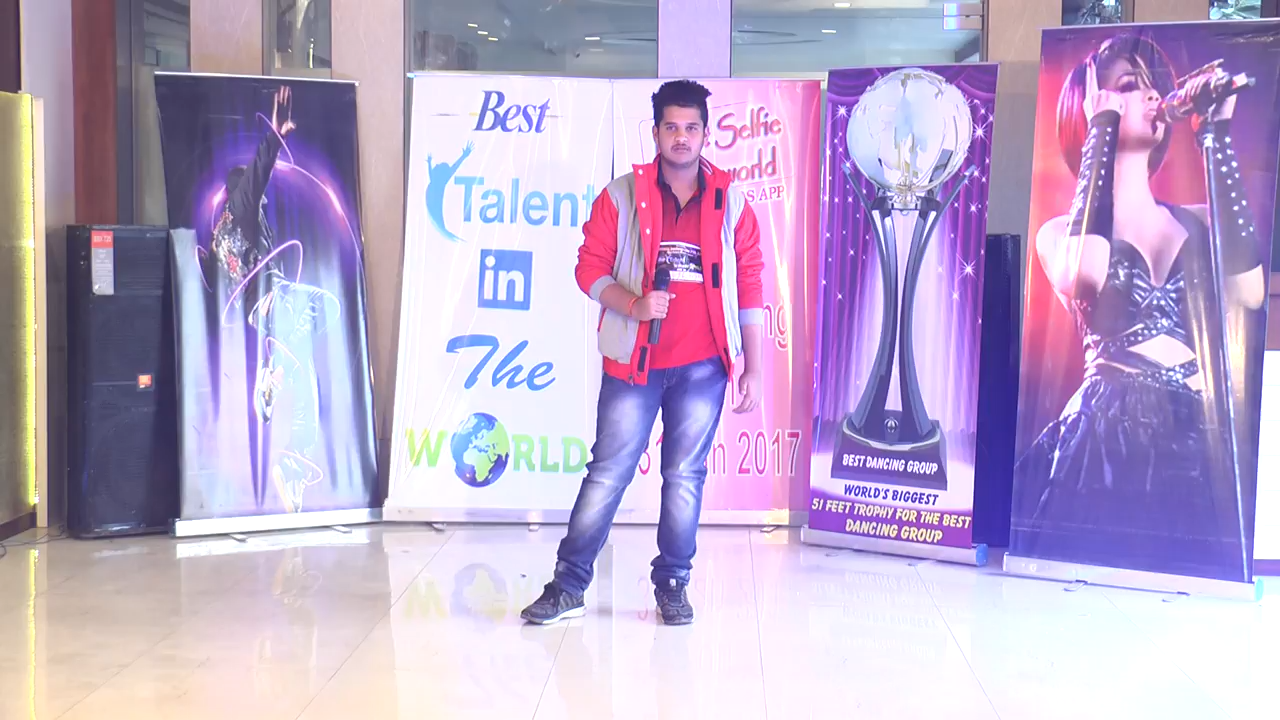 Best
Talent
in
The
WORLD
Selfie
world
APP
2017
BEST DANCING GROUP
WORLD'S BIGGEST
51 FEET TROPHY FOR THE BEST
DANCING GROUP